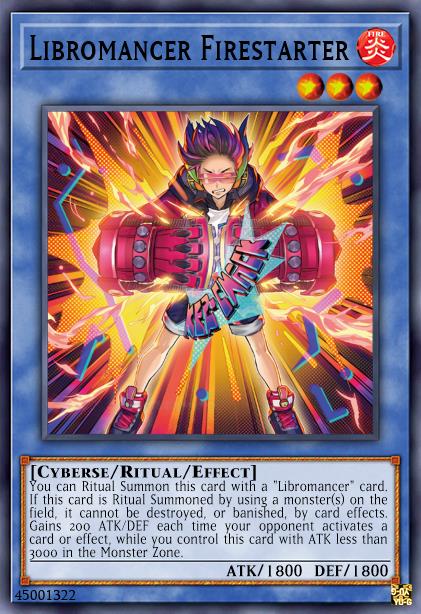 Libromancer Firestarter
FIRE
炎
[Cyberse/Ritual/Effect]
You can Ritual Summon this card with a "Libromancer" card.
If this card is Ritual Summoned by using a monster(s) on the
field, it cannot be destroyed, or banished, by card effects.
Gains 200 ATK/DEF each time your opponent activates a
card or effect, while you control this card with ATK less than
3000 in the Monster Zone.
ATK/1800 DEF/1800
45001322